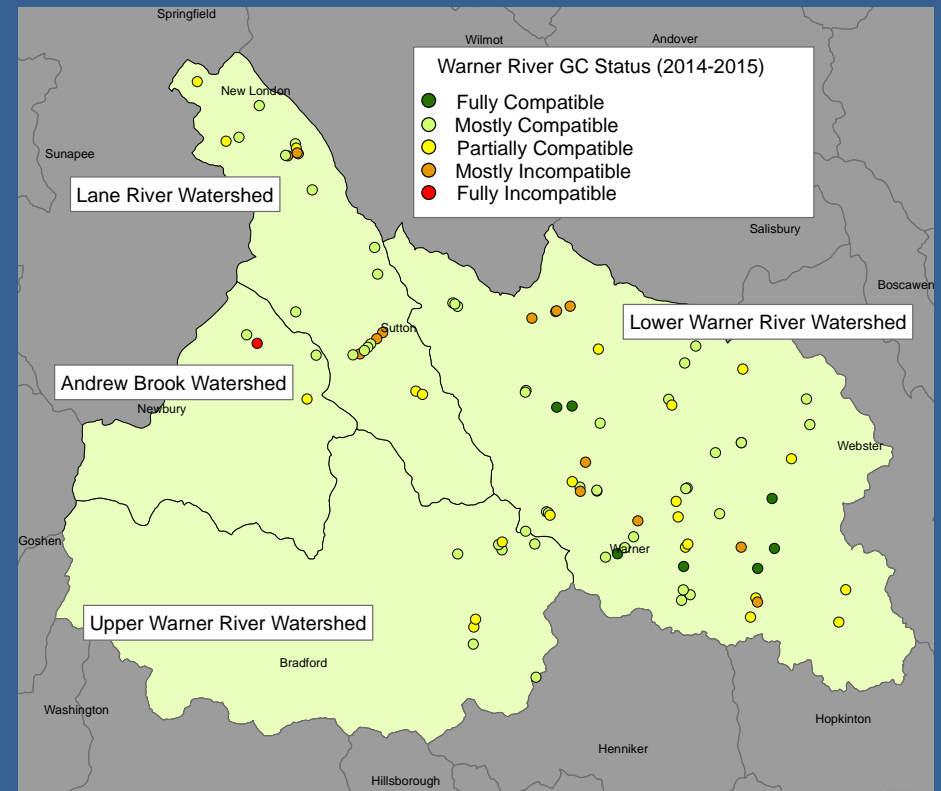 Springfield
Wilmot
Andover
Warner River GC Status (2014-2015)
Fully Compatible
Mostly Compatible
Partially Compatible
Mostly Incompatible
Fully Incompatible
New London
Sunapee
Lane River Watershed
Salisbury
Boscawen
Sutton
Lower Warner River Watershed
Andrew Brook Watershed
Newbury
Webster
Goshen
Warner
Upper Warner River Watershed
Bradford
Washington
Hopkinton
Henniker
Hillsborough